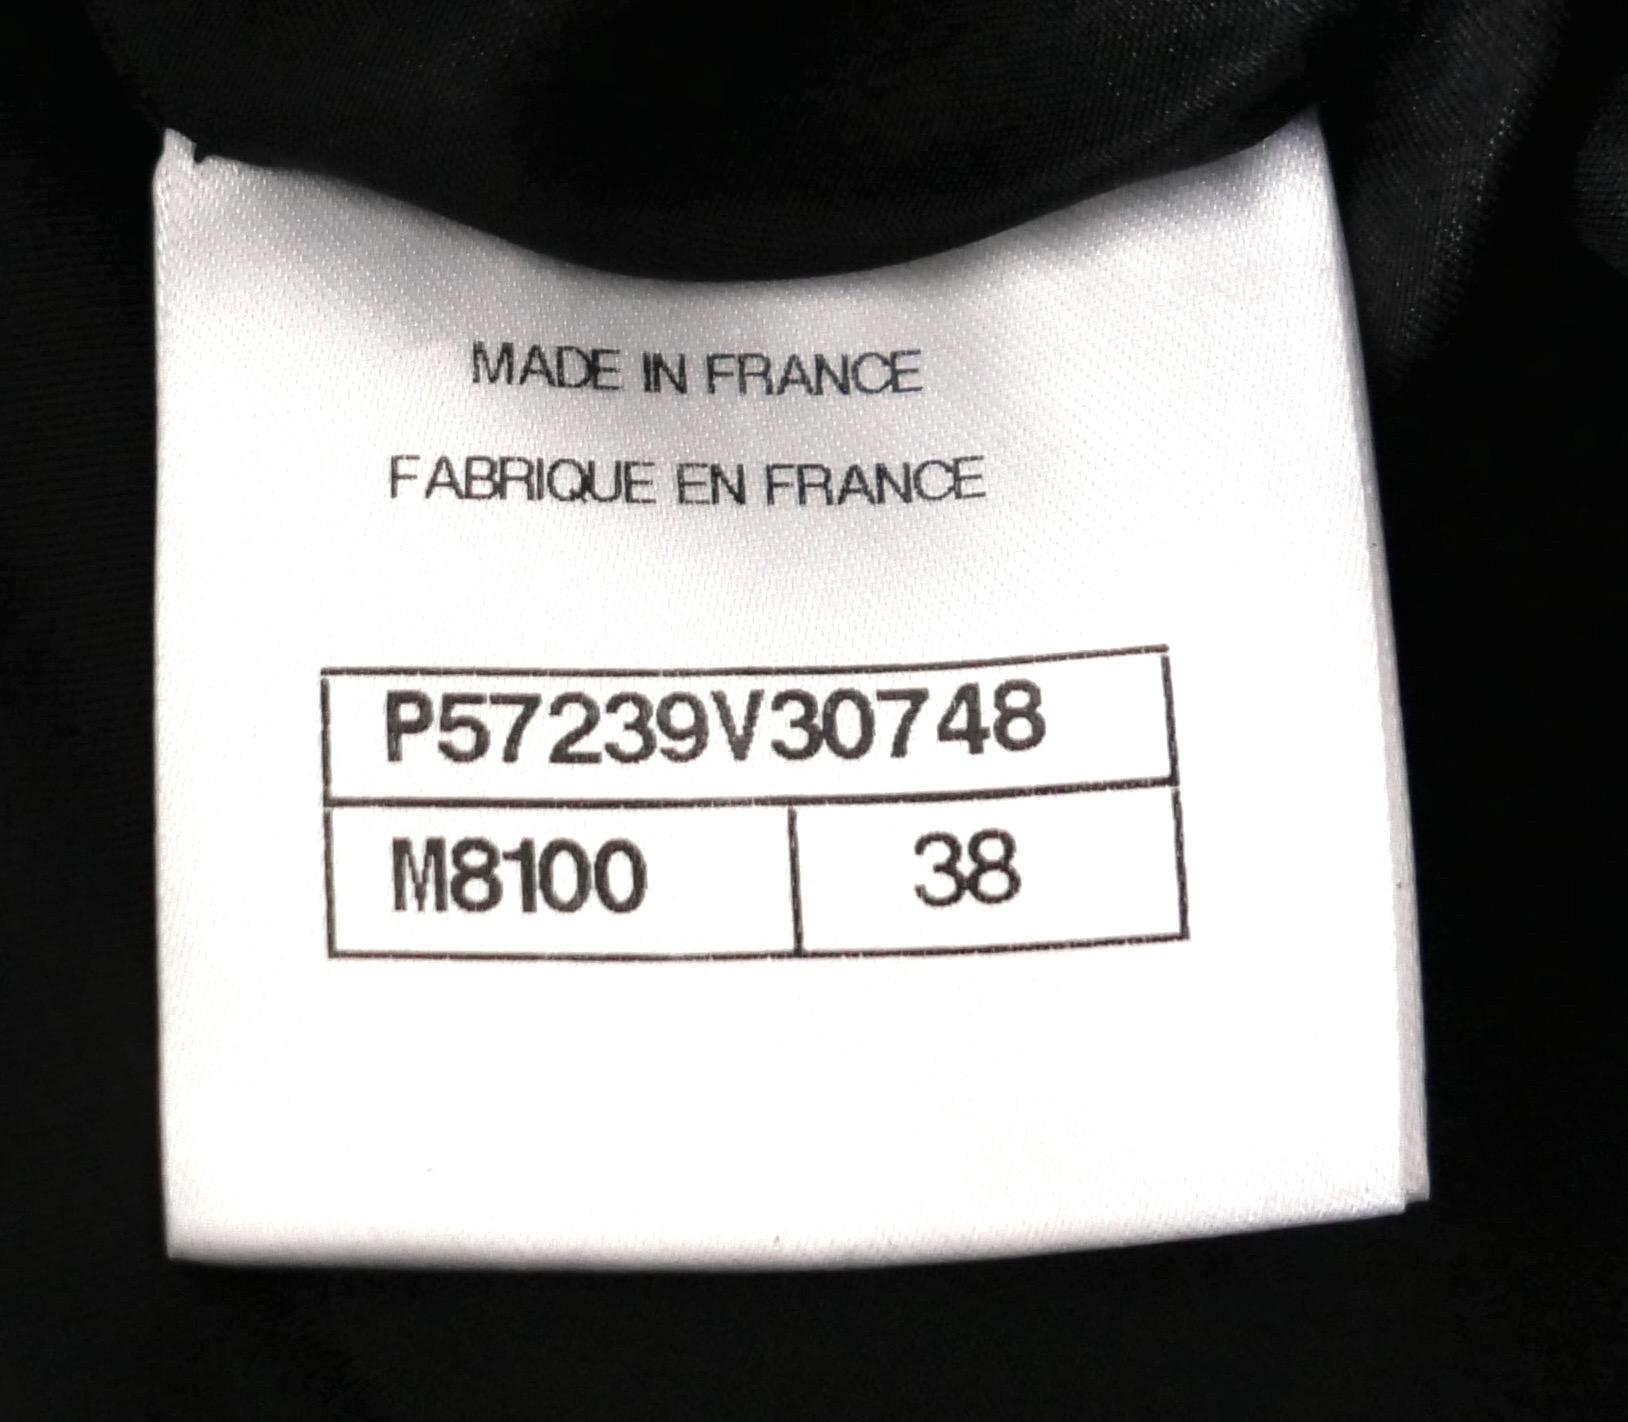 MADE IN FRANCE
FABRIQUE EN FRANCE
P57239V30748
M8100 38